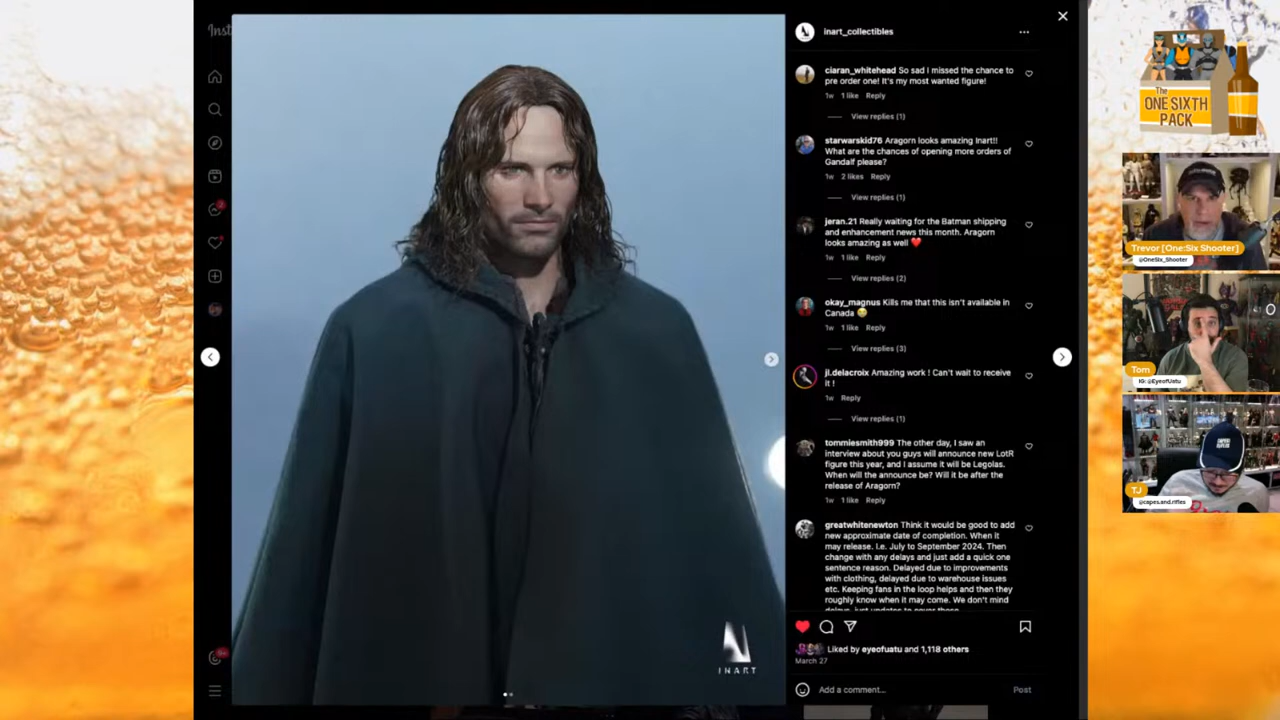 Inst
inart_collectibles
ciaran_whitehead So sad i missed the chance to
pre order one! It's my most wanted figure!
1w 1 like Reply
View replies (1)
starwarskid76 Aragorn looks amazing Inart!!
What are the chances of opening more orders of
Gandalf please?
1w 2 likes Reply
View replies (1)
jeran.21 Really waiting for the Batman shipping
and enhancement news this month. Aragorn
looks amazing as well ❤️
1w 1 like Reply
View replies (2)
okay_magnus Kills me that this isn't available in
Canada 🥹
1w 1 like Reply
View replies (3)
jl.delacroix Amazing work ! Can't wait to receive
it !
1w Reply
View replies (1)
tommiesmith999 The other day, I saw an
interview about you guys will announce new LotR
figure this year, and I assume it will be Legolas.
When will the announce be? Will it be after the
release of Aragorn?
1w 1 like Reply
greatwhitenewton Think it would be good to add
new approximate date of completion. When it
may release. I.e. July to September 2024. Then
change with any delays and just add a quick one
sentence reason. Delayed due to improvements
with clothing, delayed due to warehouse issues
etc. Keeping fans in the loop helps and then they
roughly know when it may come. We don't mind
Liked by eyeofuatu and 1,118 others
March 27
Add a comment... Post
INART
The
ONE SIXTH
PACK
Trevor [One:Six Shooter]
@OneSix_Shooter
Tom
IG: @EyeofUatu
TJ
@capes.and.rifles